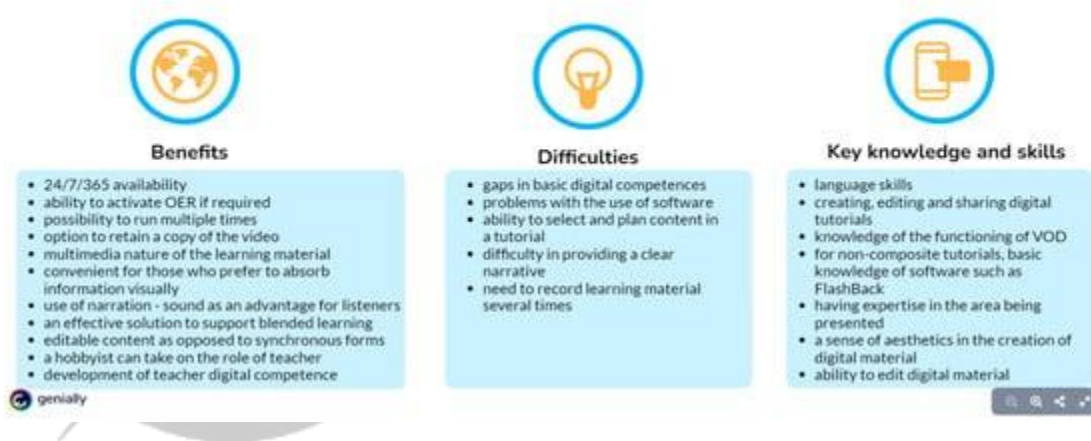 Benefits
• 24/7/365 availability
• ability to activate OER if required
• possibility to run multiple times
• option to retain a copy of the video
• multimedia nature of the learning material
• convenient for those who prefer to absorb
information visually
• use of narration - sound as an advantage for listeners
• an effective solution to support blended learning
• editable content as opposed to synchronous forms
• a hobbyist can take on the role of teacher
• development of teacher digital competence
Difficulties
• gaps in basic digital competences
• problems with the use of software
• ability to select and plan content in
a tutorial
• difficulty in providing a clear
narrative
• need to record learning material
several times
Key knowledge and skills
• language skills
• creating, editing and sharing digital
tutorials
• knowledge of the functioning of VOD
• for non-composite tutorials, basic
knowledge of software such as
FlashBack
• having expertise in the area being
presented
• a sense of aesthetics in the creation of
digital material
• ability to edit digital material
genially